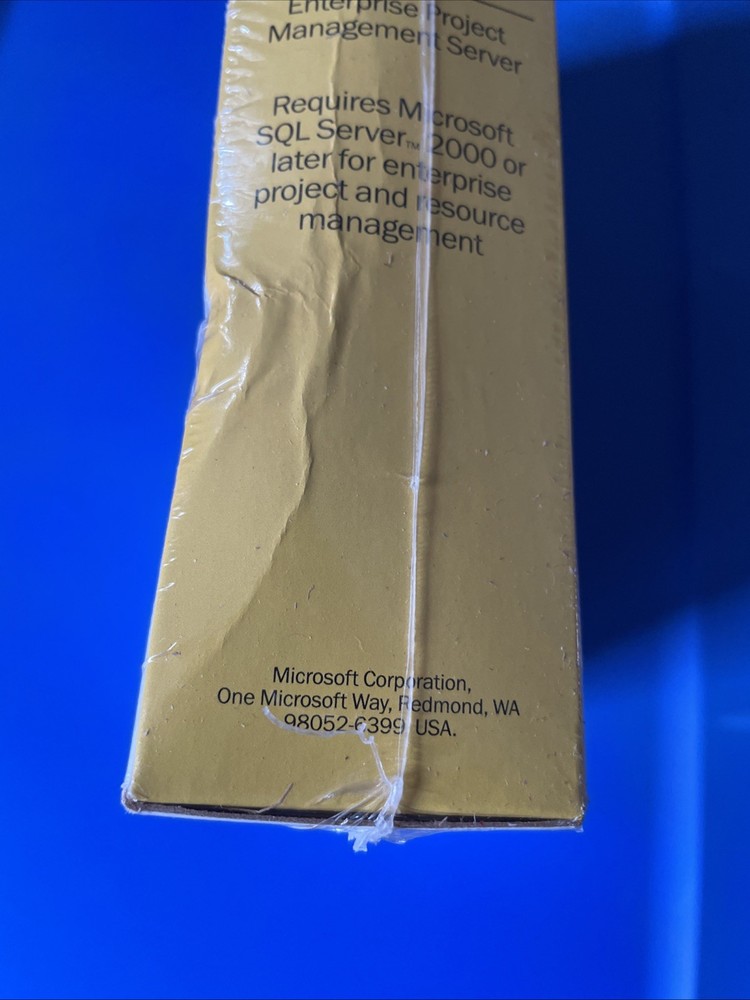 Enterprise Project
Management Server
Requires Microsoft
SQL Server™ 2000 or
later for enterprise
project and resource
management
Microsoft Corporation,
One Microsoft Way, Redmond, WA
98052-6399 USA.